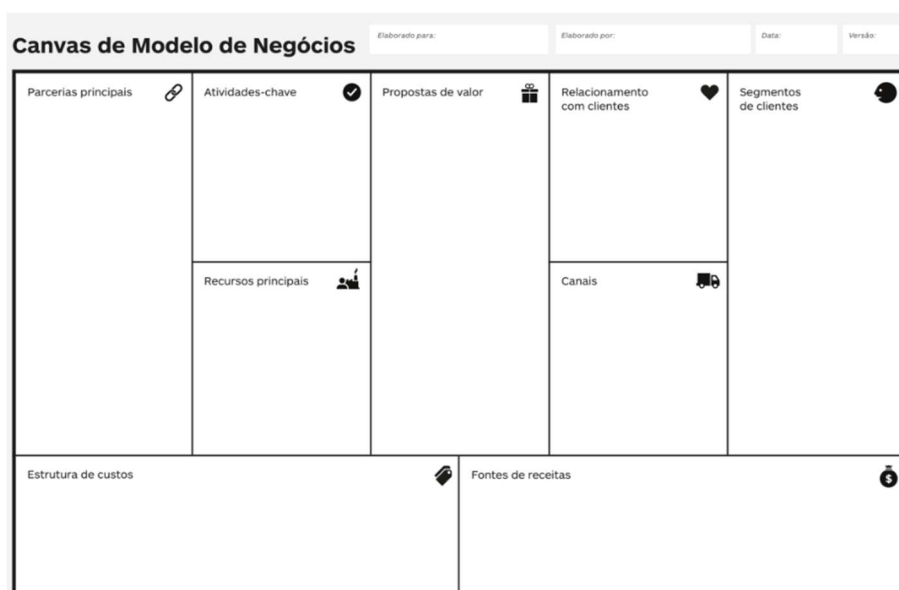 Canvas de Modelo de Negócios
Elaborado para:
Elaborado por:
Data:
Versão:
Parcerias principais
Atividades-chave
Propostas de valor
Relacionamento
com clientes
Segmentos
de clientes
Recursos principais
Canais
Estrutura de custos
Fontes de receitas
$